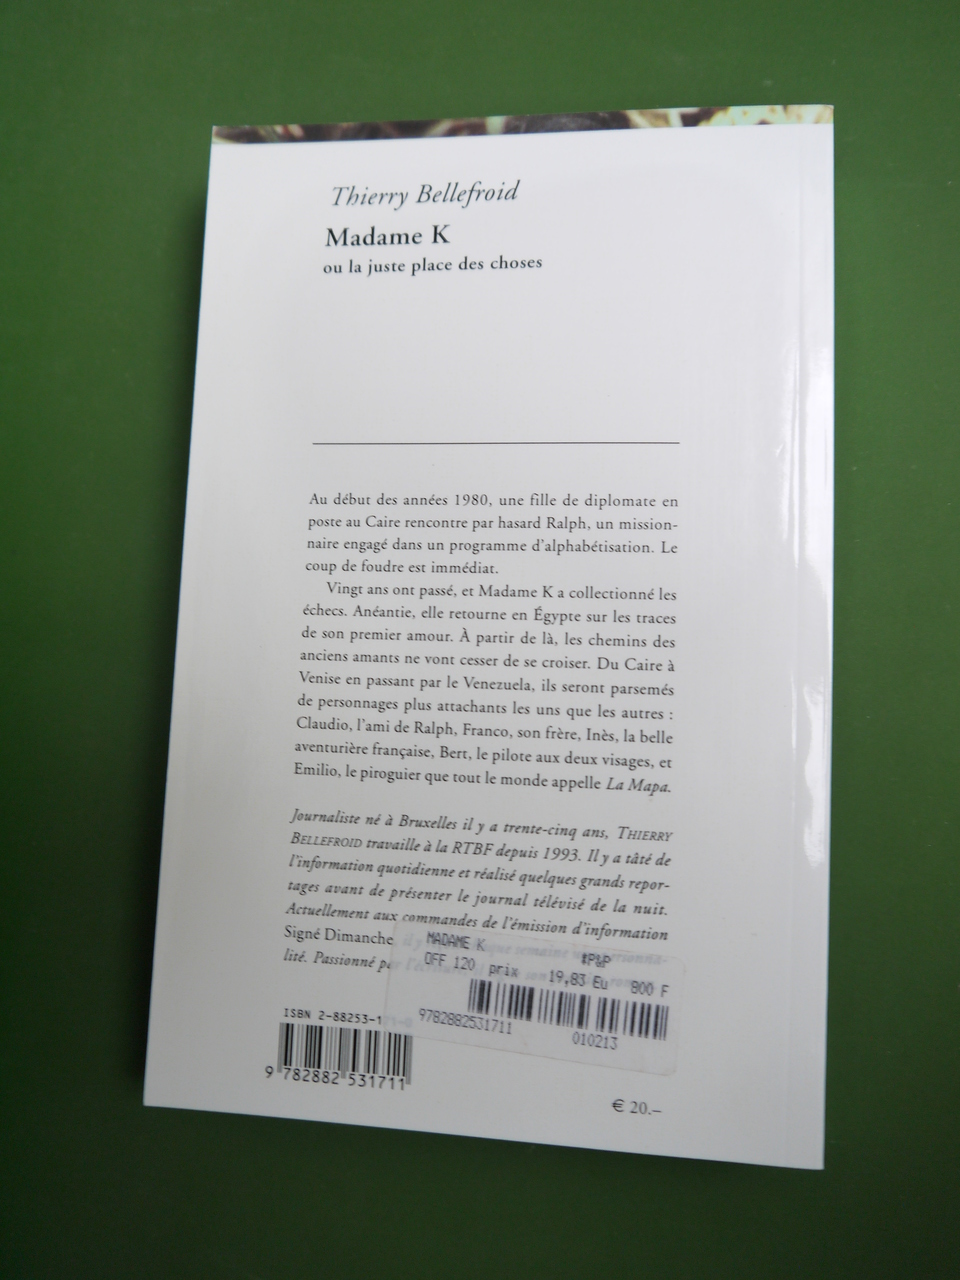 Thierry Bellefroid
Madame K
ou la juste place des choses
Au début des années 1980, une fille de diplomate en
poste au Caire rencontre par hasard Ralph, un mission-
naire engagé dans un programme d'alphabétisation. Le
coup de foudre est immédiat.
Vingt ans ont passé, et Madame K a collectionné les
échecs. Anéantie, elle retourne en Égypte sur les traces
de son premier amour. À partir de là, les chemins des
anciens amants ne vont cesser de se croiser. Du Caire à
Venise en passant par le Venezuela, ils seront parsemés
de personnages plus attachants les uns que les autres :
Claudio, l'ami de Ralph, Franco, son frère, Inès, la belle
aventurière française, Bert, le pilote aux deux visages, et
Emilio, le piroguier que tout le monde appelle La Mapa.
Journaliste né à Bruxelles il y a trente-cinq ans, THIERRY
BELLEFROID travaille à la RTBF depuis 1993. Il y a tâté de
l'information quotidienne et réalisé quelques grands repor-
tages avant de présenter le journal télévisé de la nuit.
Actuellement aux commandes de l'émission d'information
Signé Dimanche
lité. Passionné
MADAME K
OFF 120 prix 19,83 Eu 800 F
9782882531711
010213
ISBN 2-88253-1
9 782882 531711
€ 20.–